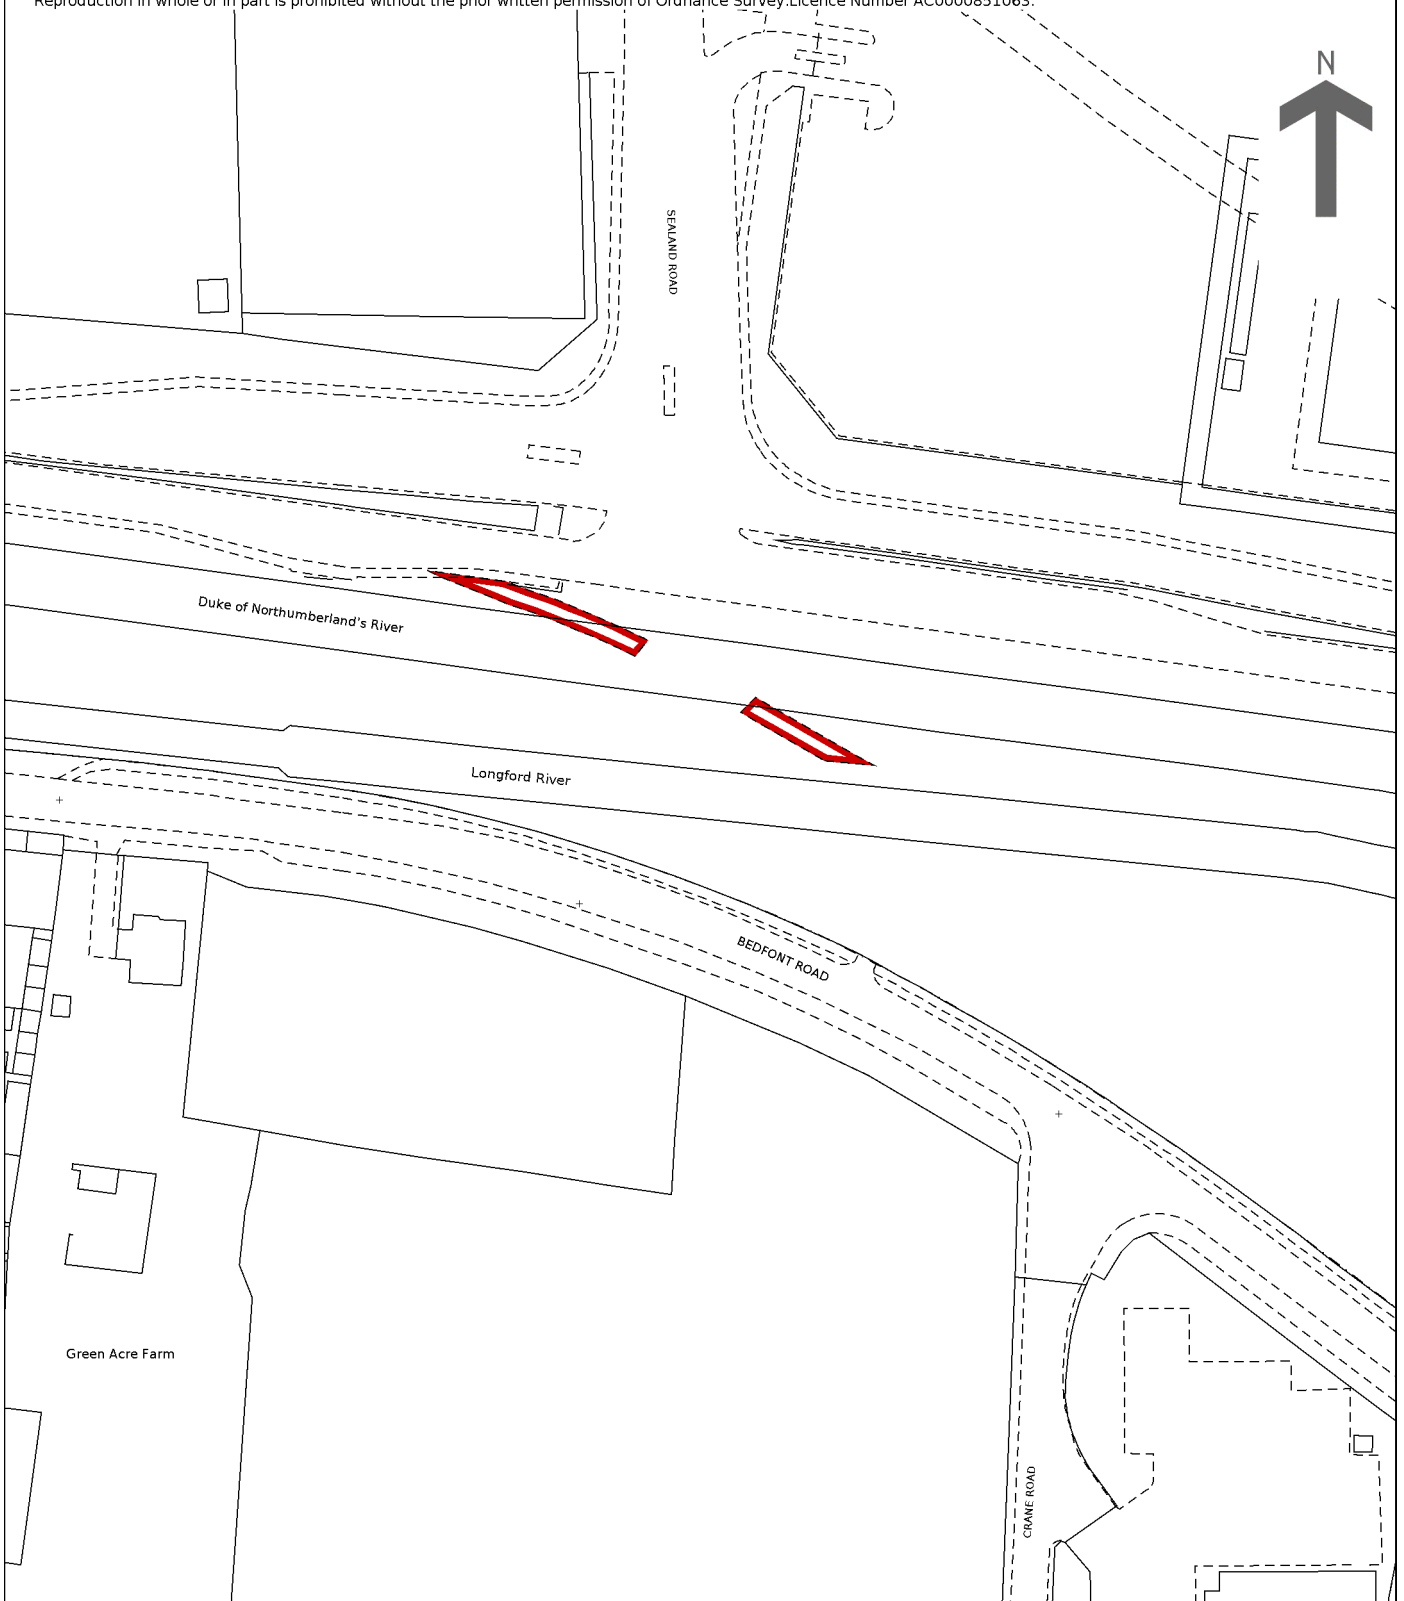 Reproduction in whole or in part is prohibited without the prior written permission of Ordnance Survey.Licence Number AC0000851063.
N
SEALAND ROAD
Duke of Northumberland's River
Longford River
BEDFONT ROAD
Green Acre Farm
CRANE ROAD